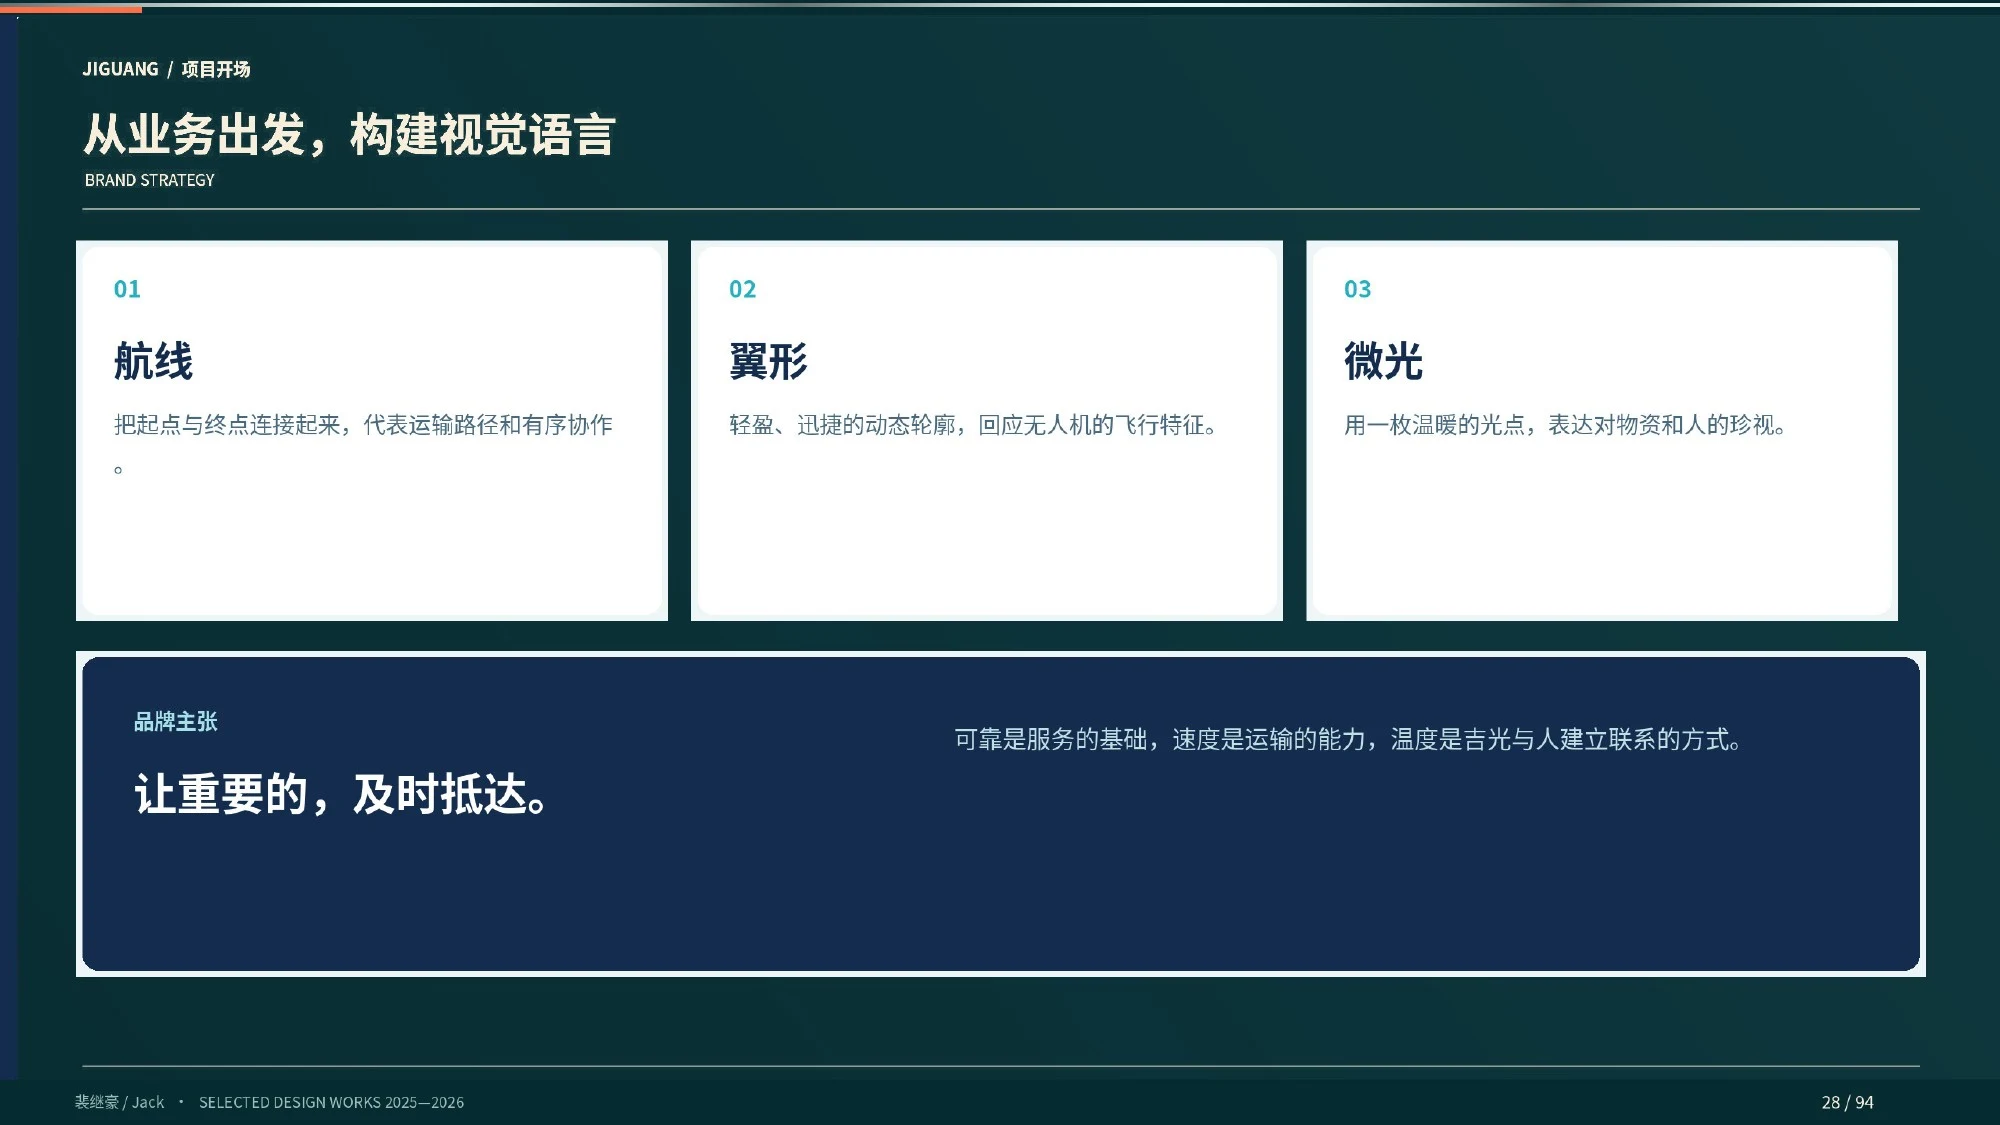 JIGUANG / 项目开场
从业务出发，构建视觉语言
BRAND STRATEGY
01
航线
把起点与终点连接起来，代表运输路径和有序协作
。
02
翼形
轻盈、迅捷的动态轮廓，回应无人机的飞行特征。
03
微光
用一枚温暖的光点，表达对物资和人的珍视。
品牌主张
让重要的，及时抵达。
可靠是服务的基础，速度是运输的能力，温度是吉光与人建立联系的方式。
裴继豪 / Jack · SELECTED DESIGN WORKS 2025—2026
28 / 94